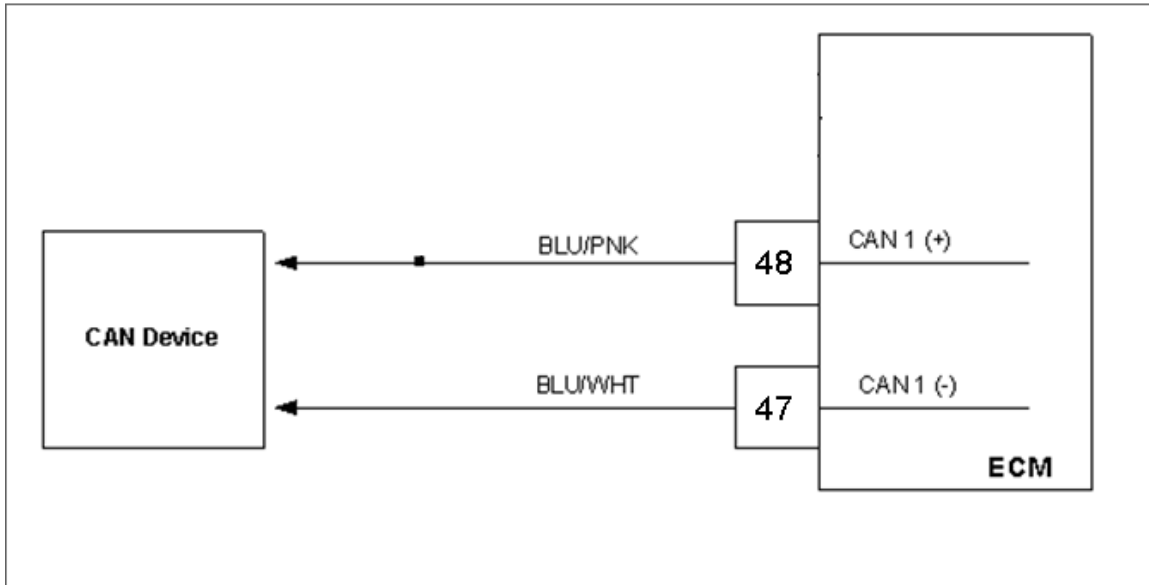 BLU/PNK
48
CAN 1 (+)
CAN Device
BLU/WHT
47
CAN 1 (-)
ECM